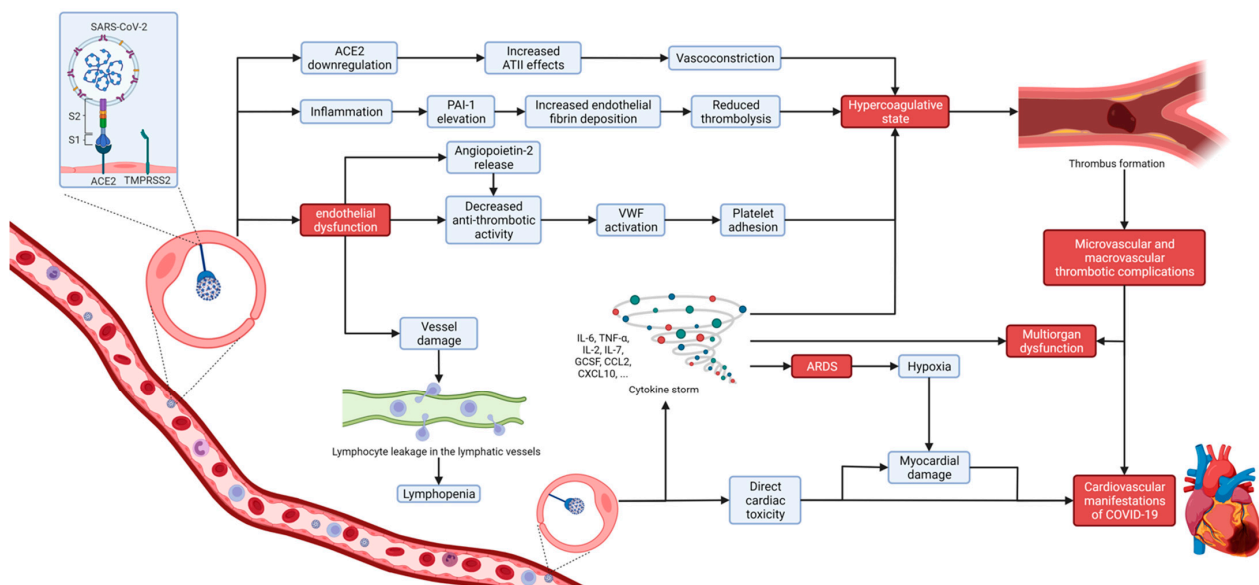 SARS-CoV-2
S2
S1
ACE2
TMPRSS2
ACE2
downregulation
Increased
ATII effects
Vasoconstriction
Inflammation
PAI-1
elevation
Increased endothelial
fibrin deposition
Reduced
thrombolysis
Hypercoagulative
state
Thrombus formation
Angiopoietin-2
release
endothelial
dysfunction
Decreased
anti-thrombotic
activity
VWF
activation
Platelet
adhesion
Microvascular and
macrovascular
thrombotic complications
Vessel
damage
IL-6, TNF-α,
IL-2, IL-7,
GCSF, CCL2,
CXCL10, ...
Cytokine storm
Multiorgan
dysfunction
ARDS
Hypoxia
Lymphocyte leakage in the lymphatic vessels
Lymphopenia
Direct
cardiac
toxicity
Myocardial
damage
Cardiovascular
manifestations
of COVID-19